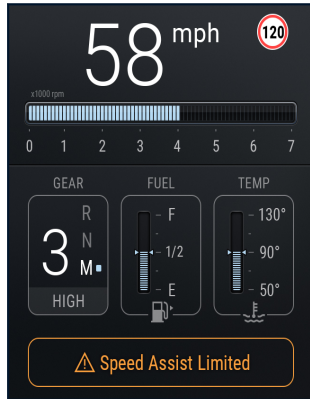 58 mph
120
x1000 rpm
0 1 2 3 4 5 6 7
GEAR FUEL TEMP
R
N
3 M
HIGH
F
1/2
E
130°
90°
50°
Speed Assist Limited